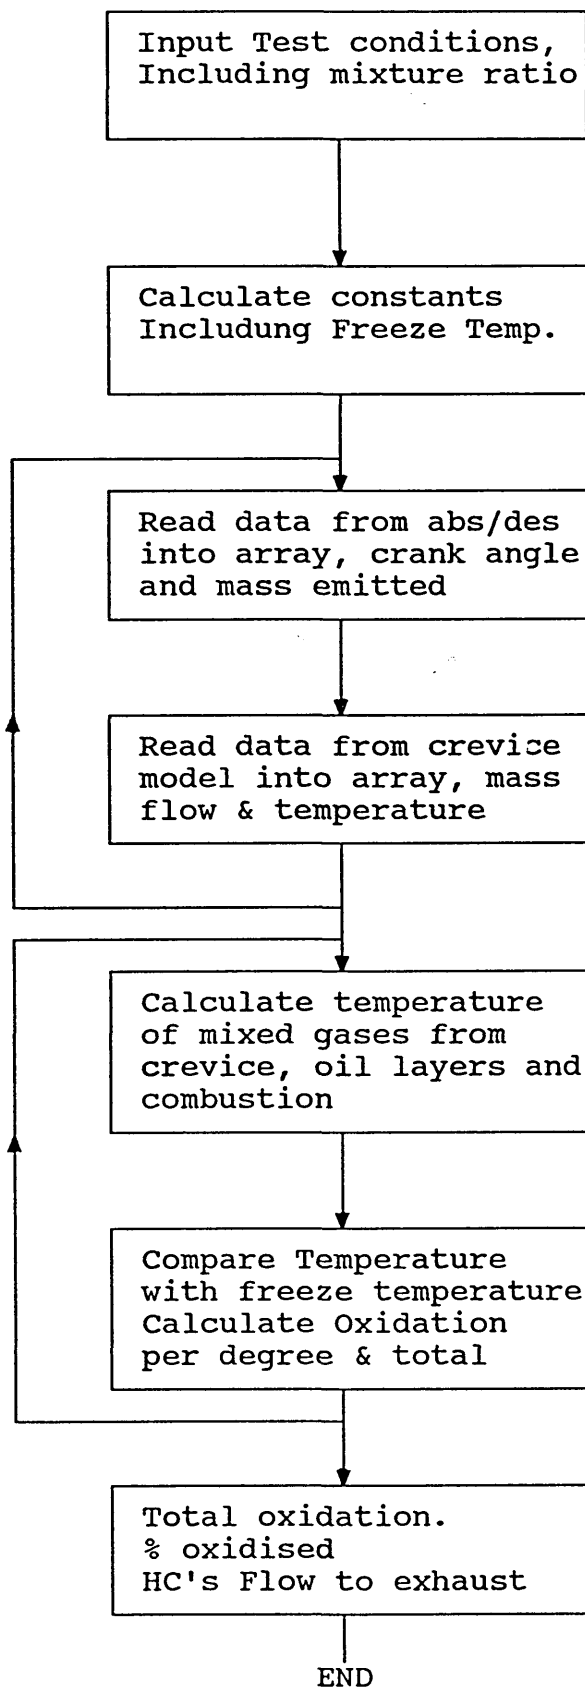 Input Test conditions,
Including mixture ratio
Calculate constants
Includung Freeze Temp.
Read data from abs/des
into array, crank angle
and mass emitted
Read data from crevice
model into array, mass
flow & temperature
Calculate temperature
of mixed gases from
crevice, oil layers and
combustion
Compare Temperature
with freeze temperature
Calculate Oxidation
per degree & total
Total oxidation.
% oxidised
HC's Flow to exhaust
END